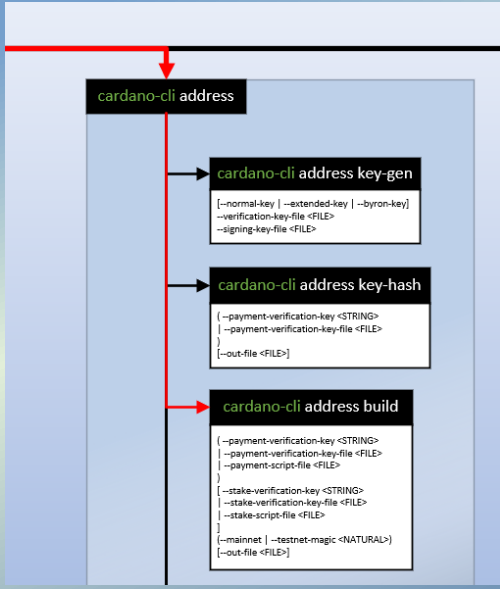 cardano-cli address
cardano-cli address key-gen
[--normal-key | --extended-key | --byron-key]
--verification-key-file <FILE>
--signing-key-file <FILE>
cardano-cli address key-hash
( --payment-verification-key <STRING>
| --payment-verification-key-file <FILE>
)
[--out-file <FILE>]
cardano-cli address build
( --payment-verification-key <STRING>
| --payment-verification-key-file <FILE>
| --payment-script-file <FILE>
)
[ --stake-verification-key <STRING>
| --stake-verification-key-file <FILE>
| --stake-script-file <FILE>
]
(--mainnet | --testnet-magic <NATURAL>)
[--out-file <FILE>]